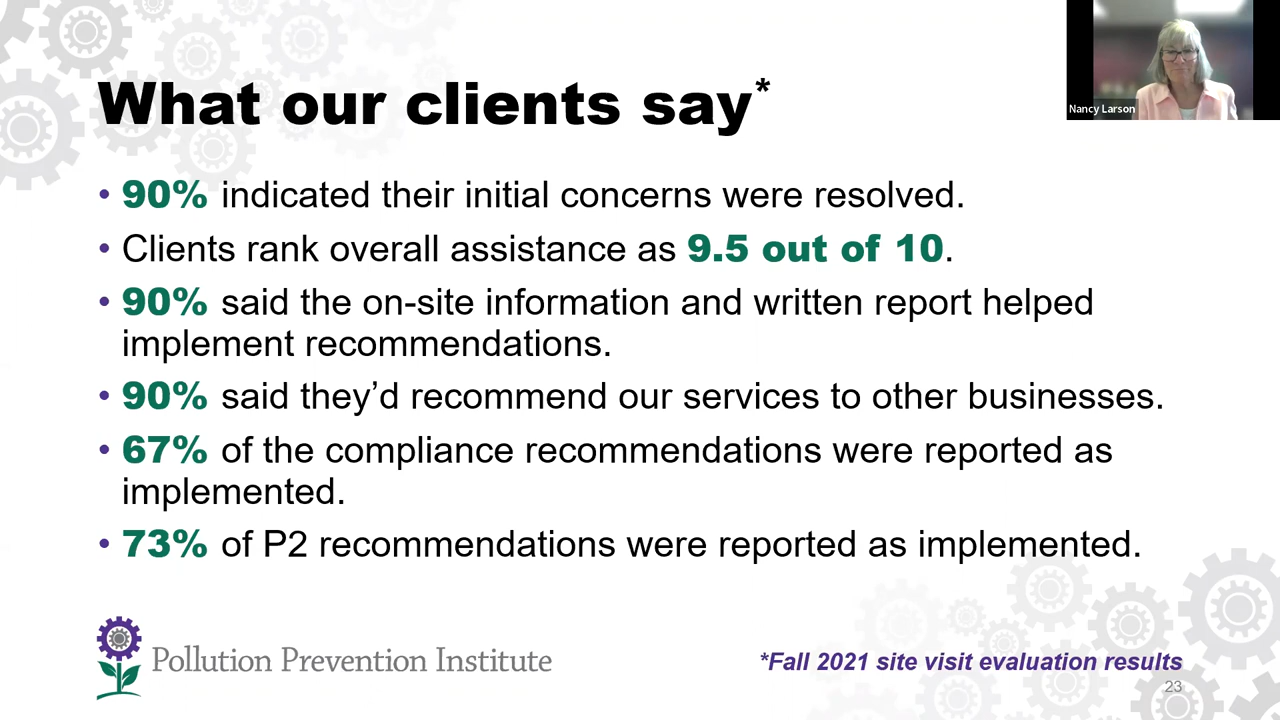 What our clients say*
Nancy Larson
• 90% indicated their initial concerns were resolved.
• Clients rank overall assistance as 9.5 out of 10.
• 90% said the on-site information and written report helped
implement recommendations.
• 90% said they’d recommend our services to other businesses.
• 67% of the compliance recommendations were reported as
implemented.
• 73% of P2 recommendations were reported as implemented.
Pollution Prevention Institute
*Fall 2021 site visit evaluation results
23